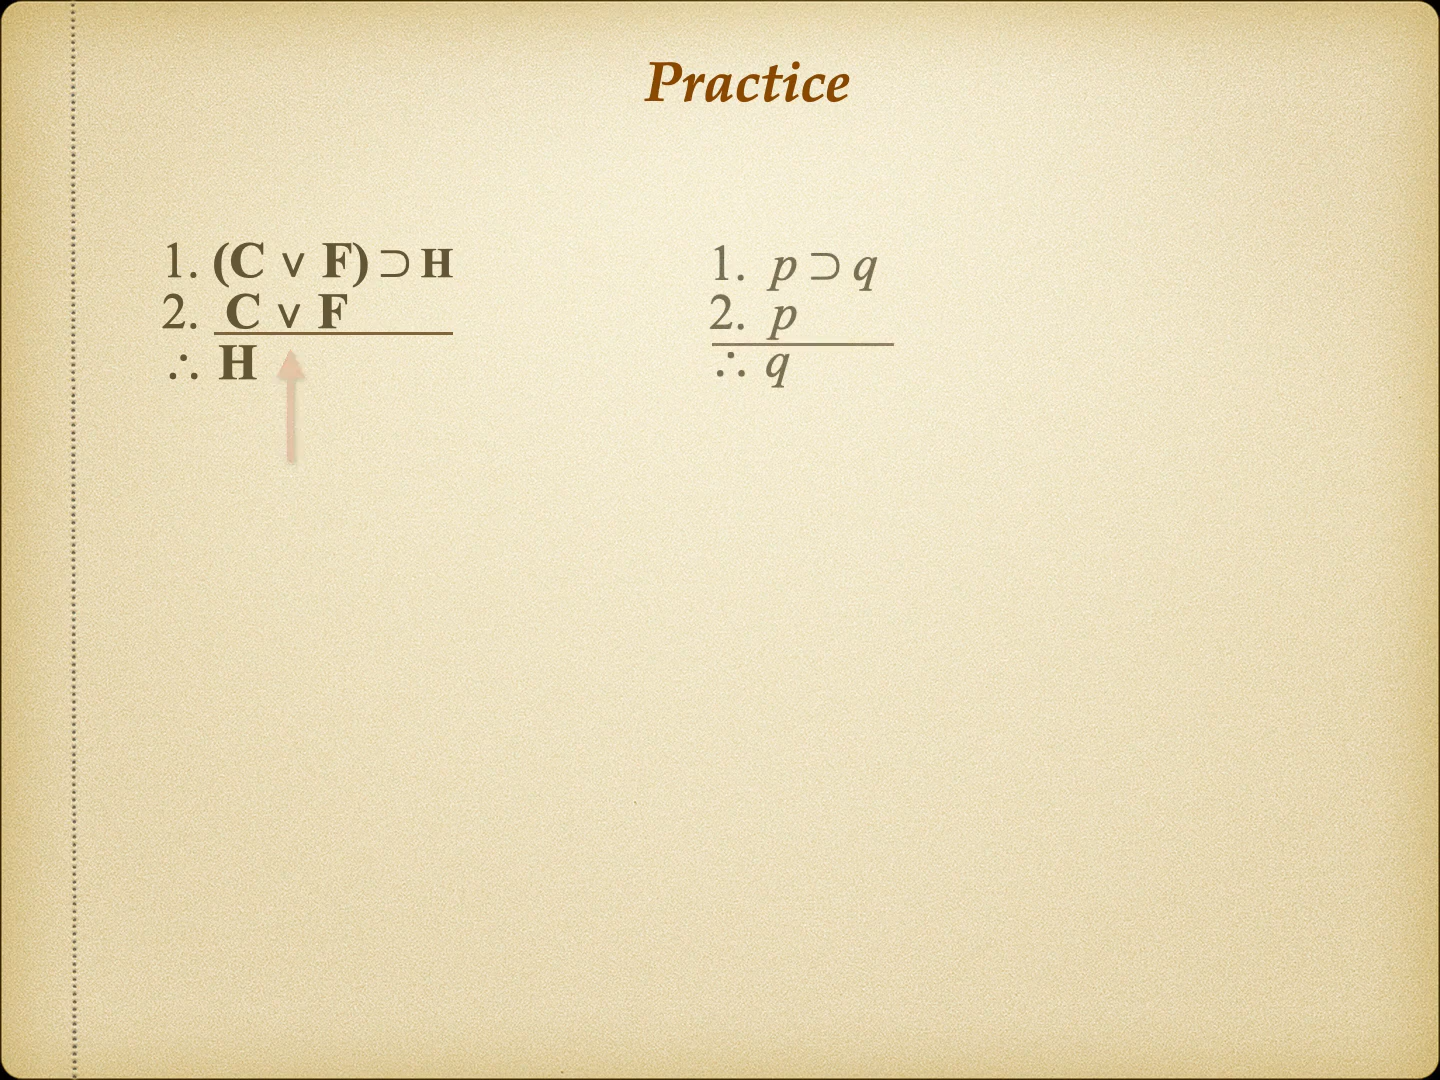 Practice
1. (C ∨ F) ⊃ H
2. C ∨ F
∴ H
1. p ⊃ q
2. p
∴ q